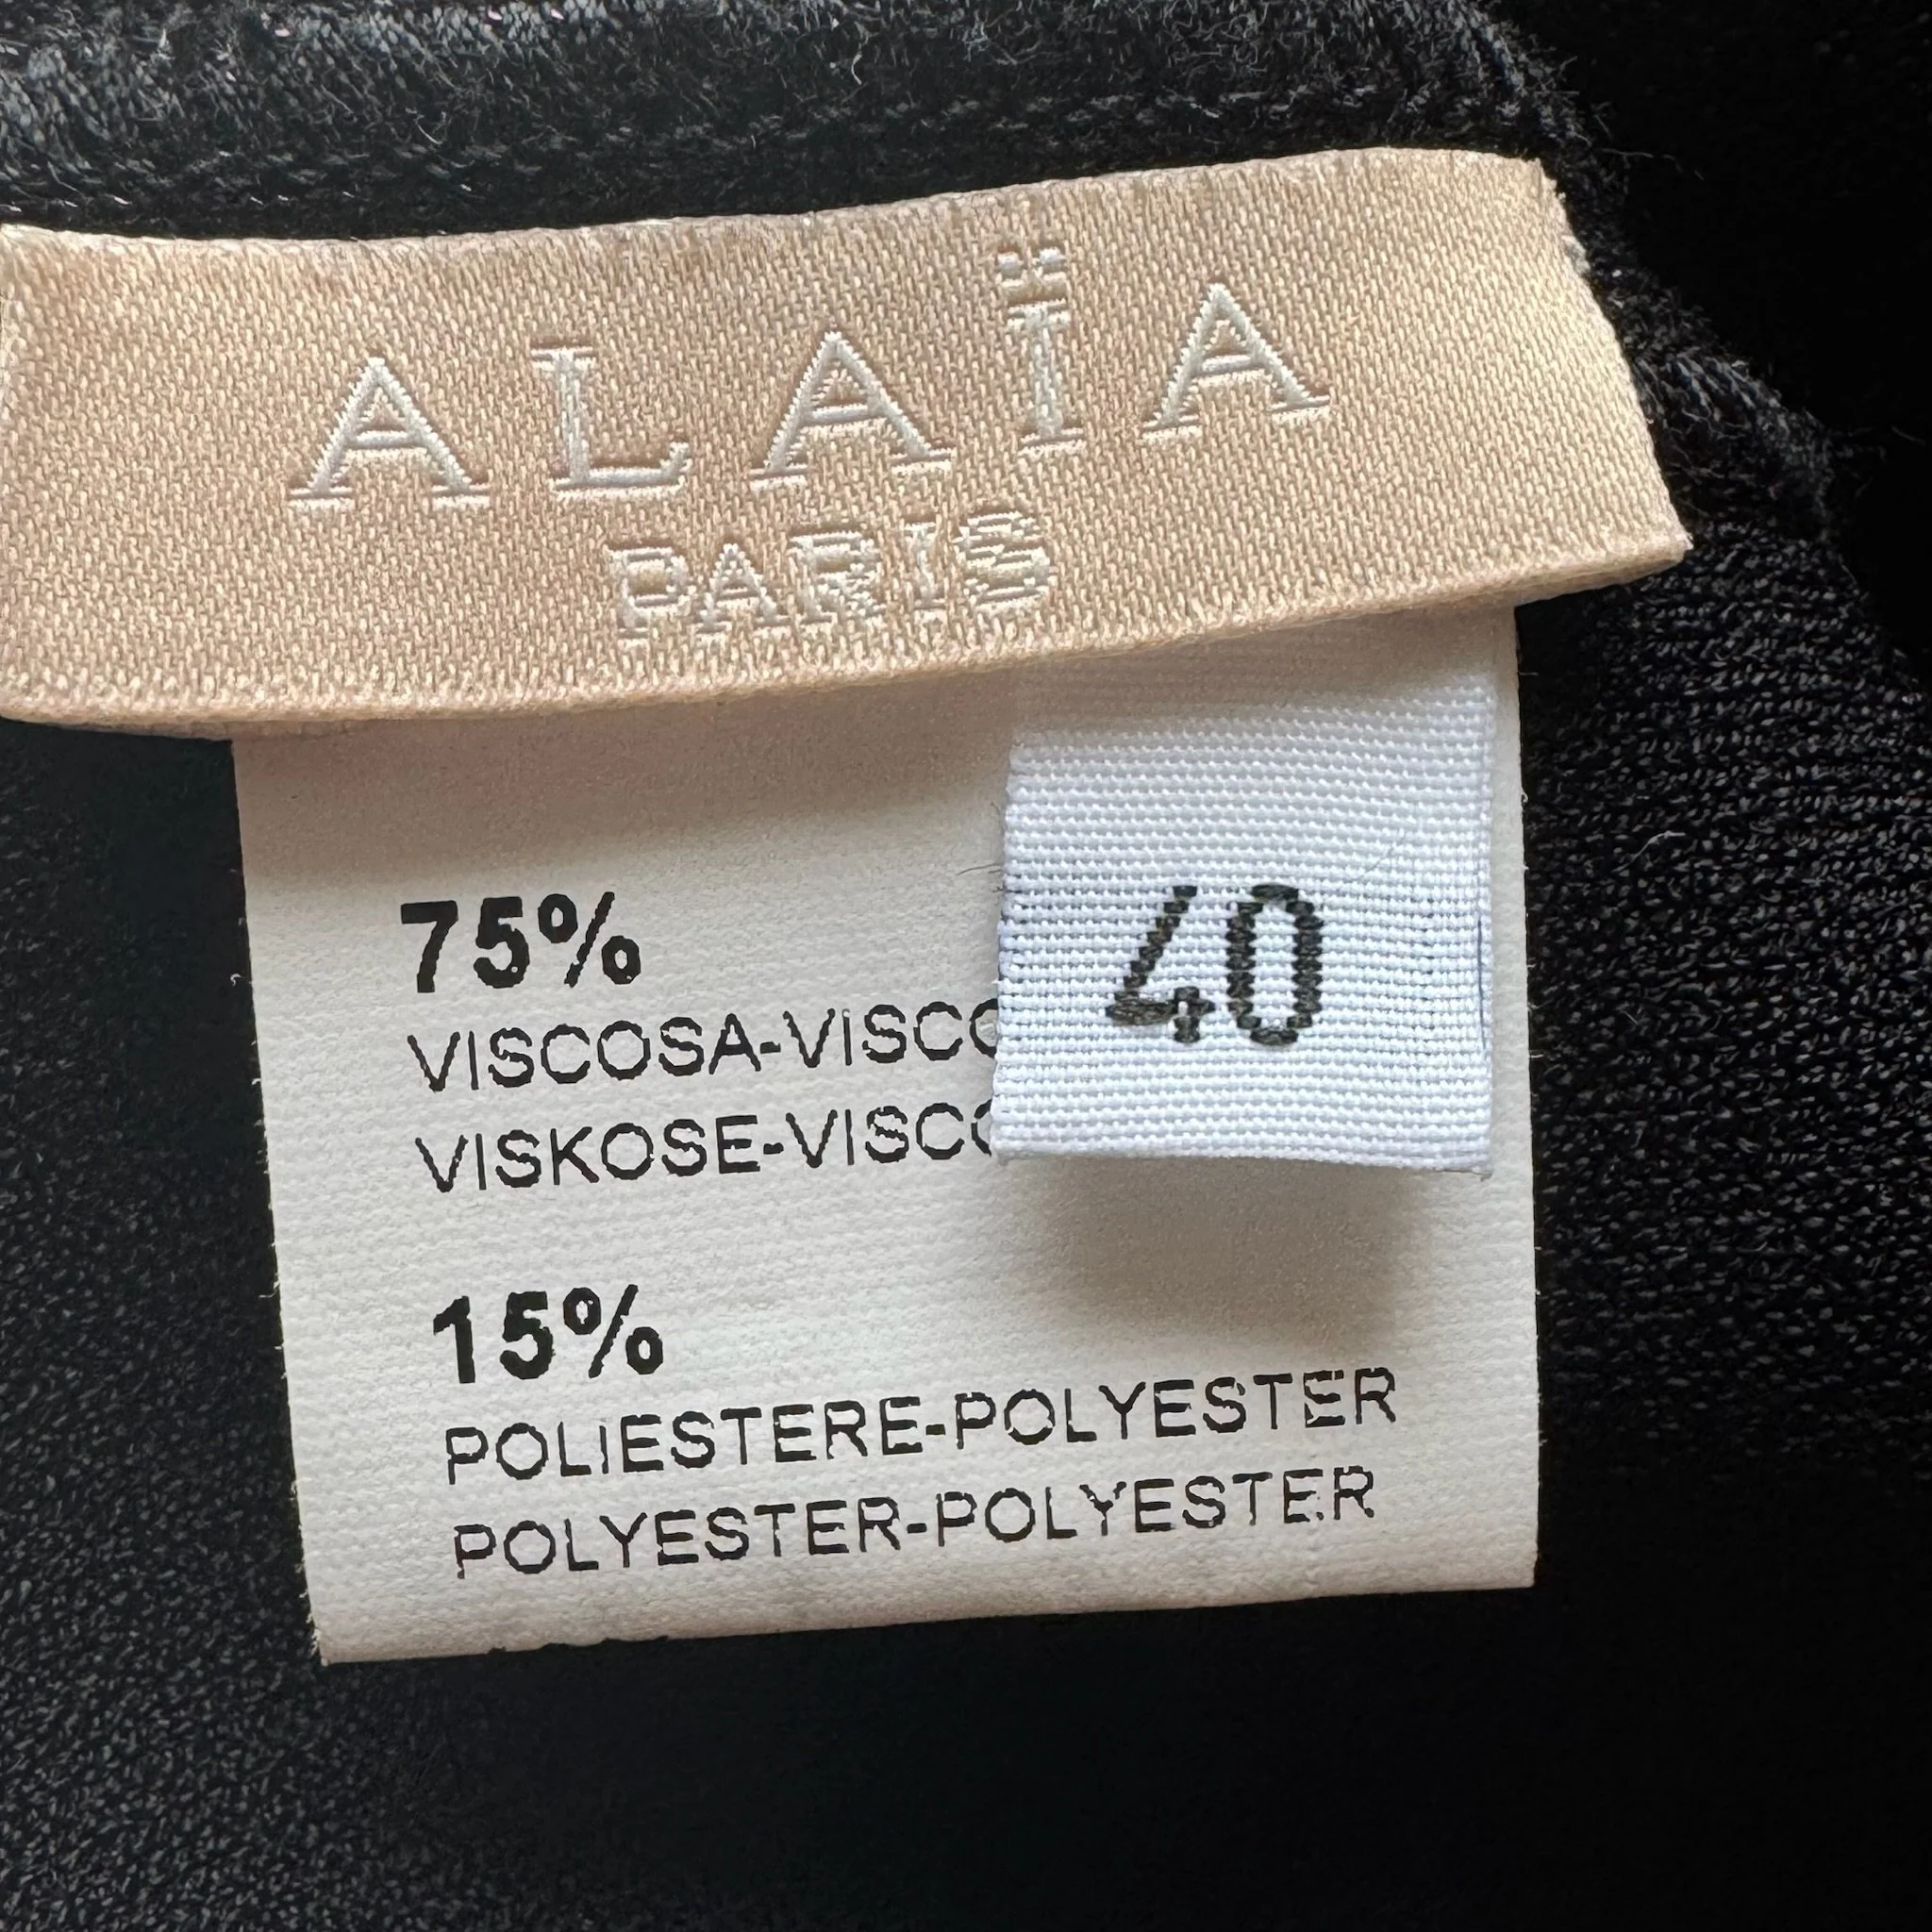 ALAÏA
PARIS
40
75%
VISCOSA-VISCO
VISKOSE-VISCO
15%
POLIESTERE-POLYESTER
POLYESTER-POLYESTER